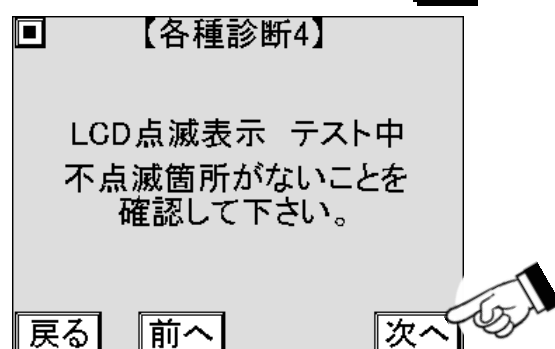 【各種診断4】
LCD点滅表示 テスト中
不点滅箇所がないことを
確認して下さい。
戻る 前へ 次へ